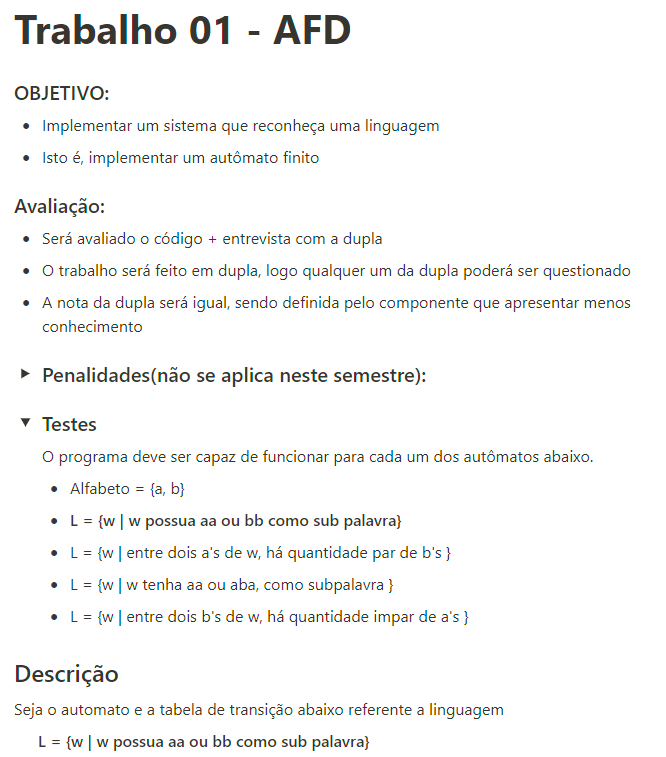 Trabalho 01 - AFD
OBJETIVO:
• Implementar um sistema que reconheça uma linguagem
• Isto é, implementar um autômato finito
Avaliação:
• Será avaliado o código + entrevista com a dupla
• O trabalho será feito em dupla, logo qualquer um da dupla poderá ser questionado
• A nota da dupla será igual, sendo definida pelo componente que apresentar menos
conhecimento
Penalidades(não se aplica neste semestre):
Testes
O programa deve ser capaz de funcionar para cada um dos autômatos abaixo.
• Alfabeto = {a, b}
• L = {w | w possua aa ou bb como sub palavra}
• L = {w | entre dois a's de w, há quantidade par de b's }
• L = {w | w tenha aa ou aba, como subpalavra }
• L = {w | entre dois b's de w, há quantidade impar de a's }
Descrição
Seja o automato e a tabela de transição abaixo referente a linguagem
L = {w | w possua aa ou bb como sub palavra}